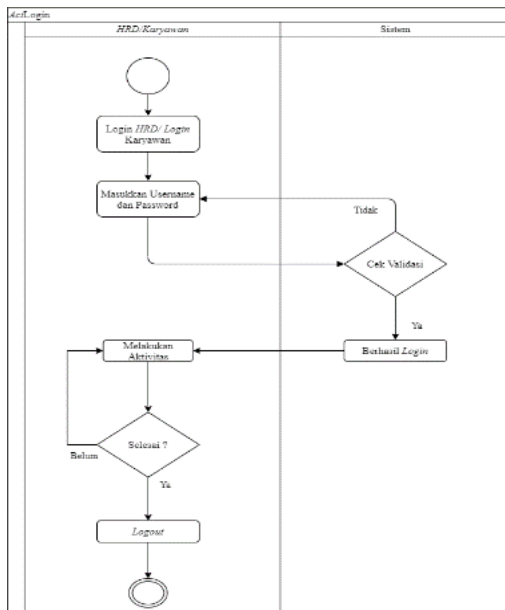 Act Login
HRD/Karyawan
Sistem
Login HRD/ Login
Karyawan
Masukkan Username
dan Password
Tidak
Cek Validasi
Ya
Melakukan
Aktivitas
Berhasil Login
Selesai ?
Belum
Ya
Logout